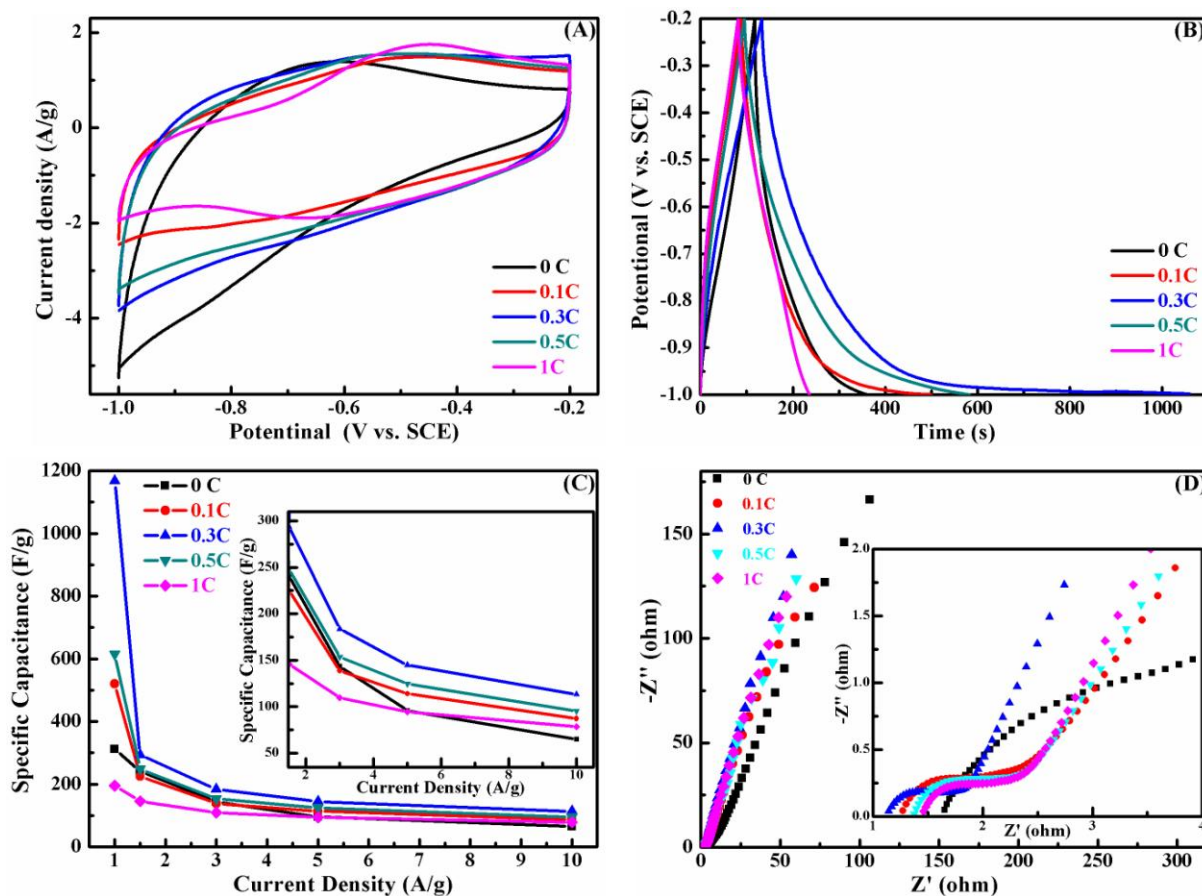 (A)
2
0
-2
-4
Current density (A/g)
0 C
0.1C
0.3C
0.5C
1C
-1.0 -0.8 -0.6 -0.4 -0.2
Potentinal (V vs. SCE)
(B)
-0.2
-0.3
-0.4
-0.5
-0.6
-0.7
-0.8
-0.9
-1.0
Potentional (V vs. SCE)
0 C
0.1C
0.3C
0.5C
1C
0 200 400 600 800 1000
Time (s)
(C)
1200
1000
800
600
400
200
0
Specific Capacitance (F/g)
0 C
0.1C
0.3C
0.5C
1C
300
250
200
150
100
50
Specific Capacitance (F/g)
2 4 6 8 10
Current Density (A/g)
1 2 3 4 5 6 7 8 9 10
Current Density (A/g)
(D)
150
125
100
75
50
25
0
-Z'' (ohm)
0 C
0.1C
0.3C
0.5C
1C
2.0
1.5
1.0
0.5
0.0
-Z'' (ohm)
1 2 3 4
Z' (ohm)
0 50 100 150 200 250 300
Z' (ohm)